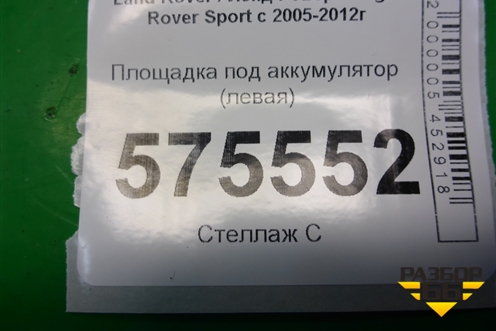 Rover Sport с 2005-2012г
Площадка под аккумулятор
(левая)
575552
Стеллаж С
2000005452918
РАЗБОР